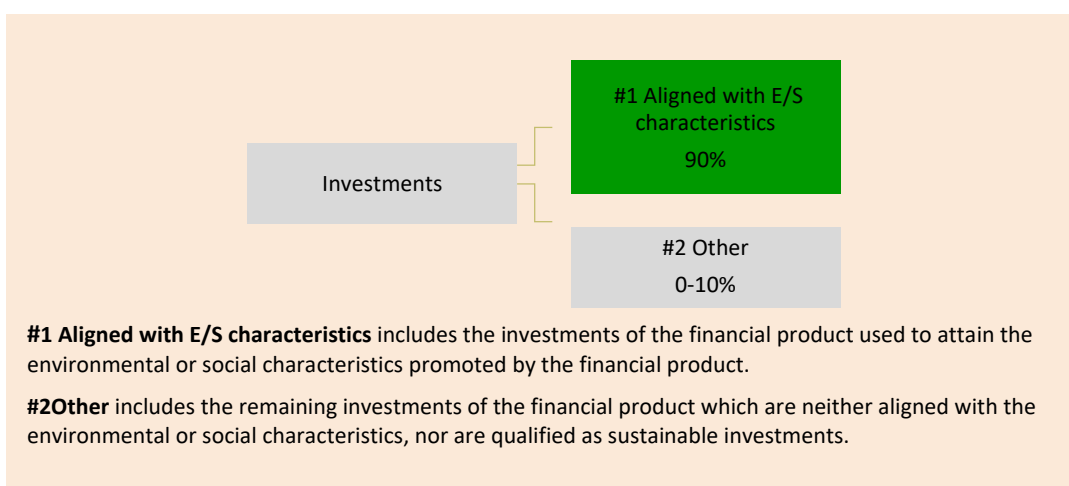 #1 Aligned with E/S
characteristics
90%
Investments
#2 Other
0-10%
#1 Aligned with E/S characteristics includes the investments of the financial product used to attain the
environmental or social characteristics promoted by the financial product.
#2Other includes the remaining investments of the financial product which are neither aligned with the
environmental or social characteristics, nor are qualified as sustainable investments.